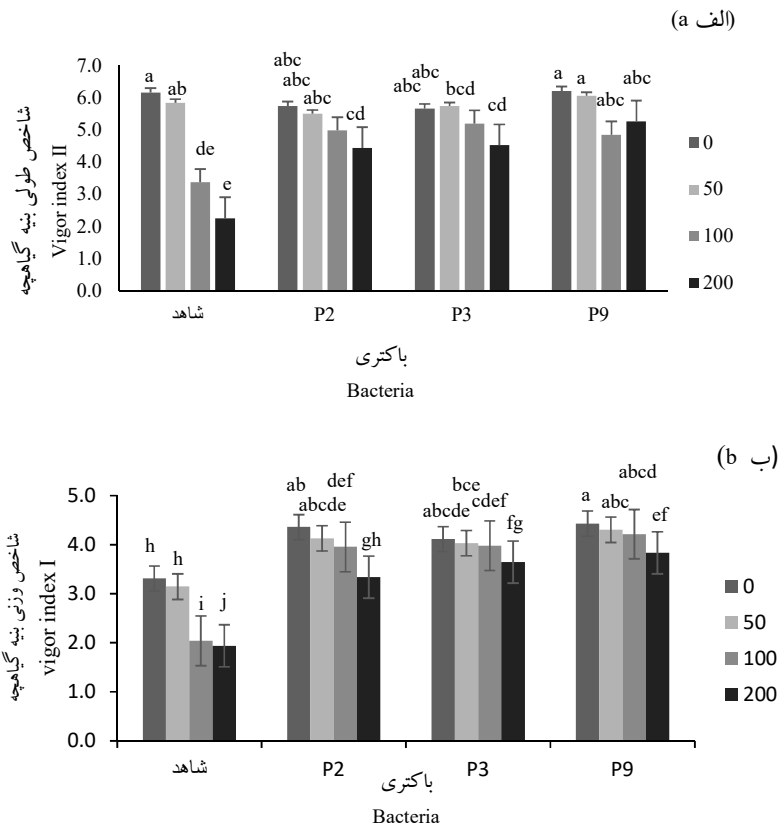 (a الف)
شاخص طولی بنیه گیاهچه
Vigor index II
7.0
6.0
5.0
4.0
3.0
2.0
1.0
0.0
a
ab
de
e
abc
abc
abc
cd
abc
abc
bcd
cd
a
a
abc
abc
0
50
100
200
شاهد
P2
P3
P9
باکتری
Bacteria
(b ب)
شاخص وزنی بنیه گیاهچه
vigor index I
5.0
4.0
3.0
2.0
1.0
0.0
h
h
i
j
ab
abcde
def
gh
abcde
bce
cdef
fg
a
abc
abcd
ef
0
50
100
200
شاهد
P2
P3
P9
باکتری
Bacteria